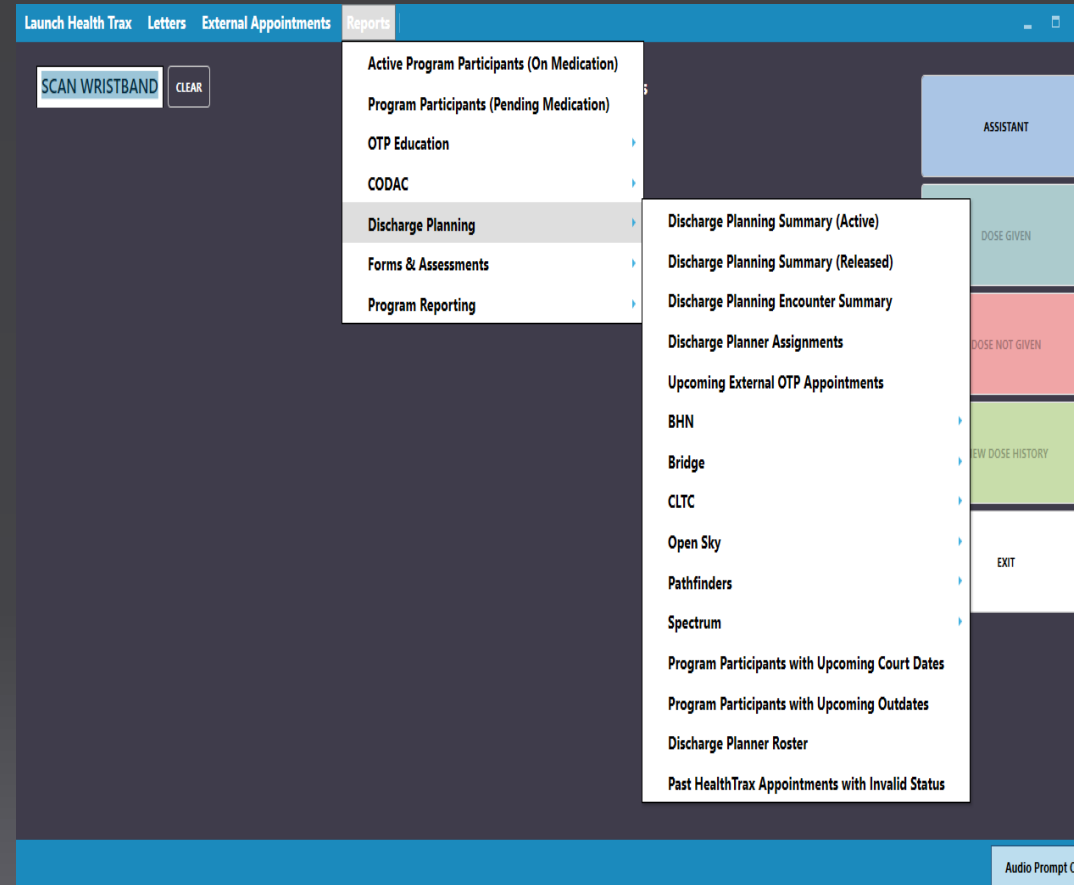 Launch Health Trax Letters External Appointments Reports
SCAN WRISTBAND CLEAR
Active Program Participants (On Medication)
Program Participants (Pending Medication)
OTP Education
CODAC
Discharge Planning
Forms & Assessments
Program Reporting
Discharge Planning Summary (Active)
Discharge Planning Summary (Released)
Discharge Planning Encounter Summary
Discharge Planner Assignments
Upcoming External OTP Appointments
BHN
Bridge
CLTC
Open Sky
Pathfinders
Spectrum
Program Participants with Upcoming Court Dates
Program Participants with Upcoming Outdates
Discharge Planner Roster
Past HealthTrax Appointments with Invalid Status
ASSISTANT
DOSE GIVEN
DOSE NOT GIVEN
DOSE HISTORY
EXIT
Audio Prompt